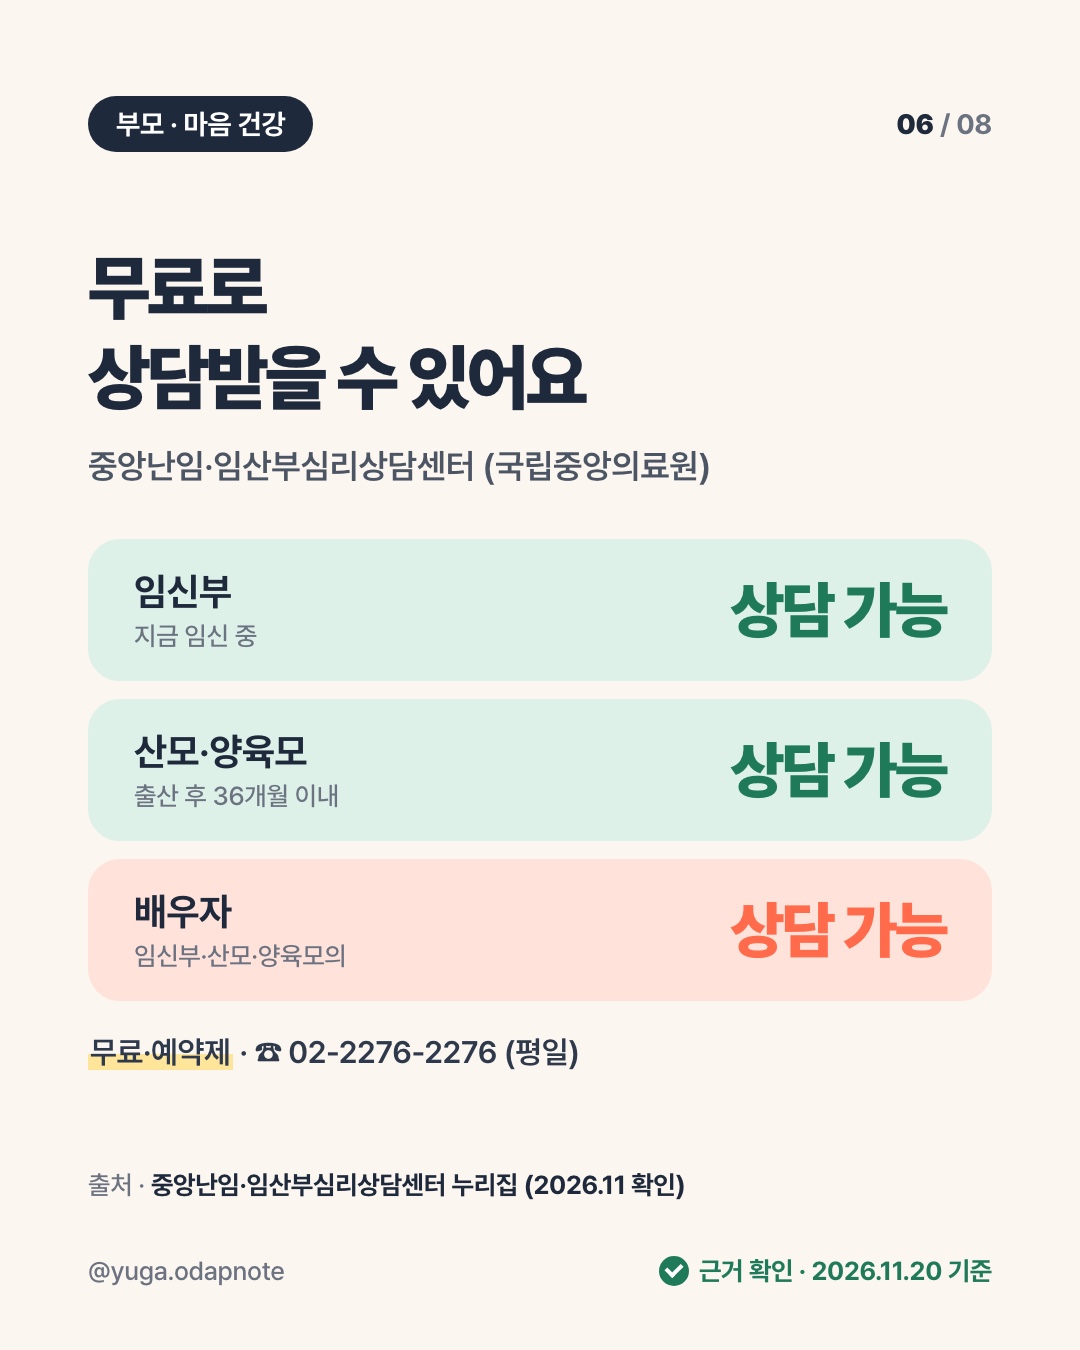 부모 · 마음 건강
06 / 08
무료로
상담받을 수 있어요
중앙난임·임산부심리상담센터 (국립중앙의료원)
임신부
지금 임신 중
상담 가능
산모·양육모
출산 후 36개월 이내
상담 가능
배우자
임신부·산모·양육모의
상담 가능
무료·예약제 · ☎ 02-2276-2276 (평일)
출처 · 중앙난임·임산부심리상담센터 누리집 (2026.11 확인)
@yuga.odapnote
근거 확인 · 2026.11.20 기준